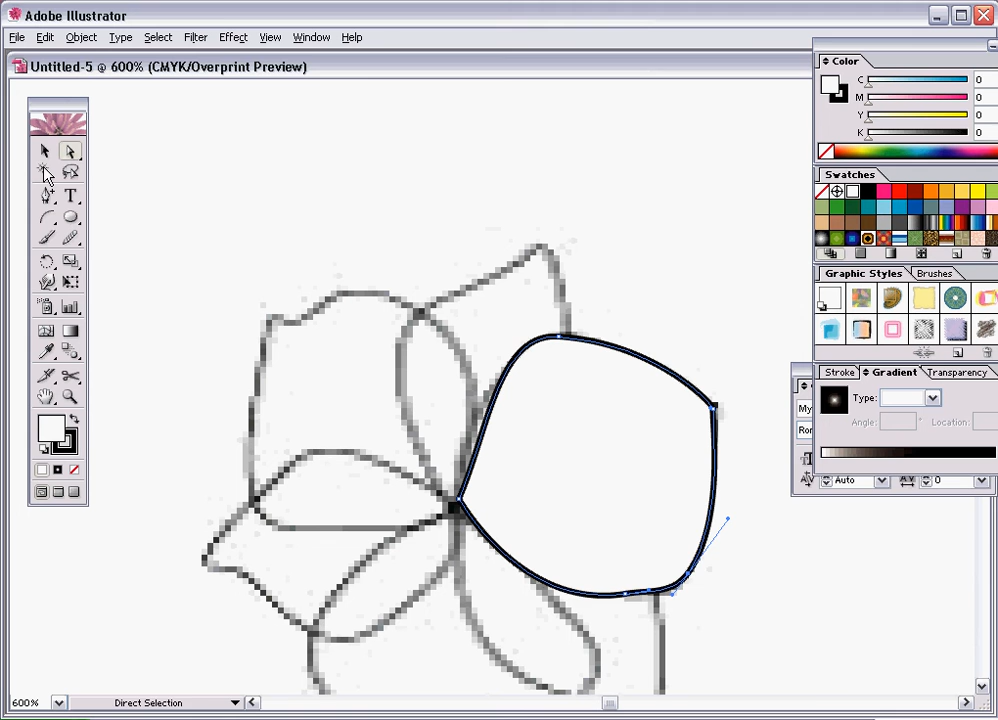 Adobe Illustrator
File Edit Object Type Select Filter Effect View Window Help
Untitled-5 @ 600% (CMYK/Overprint Preview)
Color
C 0
M 0
Y 0
K 0
Swatches
T
Graphic Styles Brushes
Stroke Gradient Transparency
Type:
Angle: ° Location:
My
Ror
Auto 0
600% Direct Selection